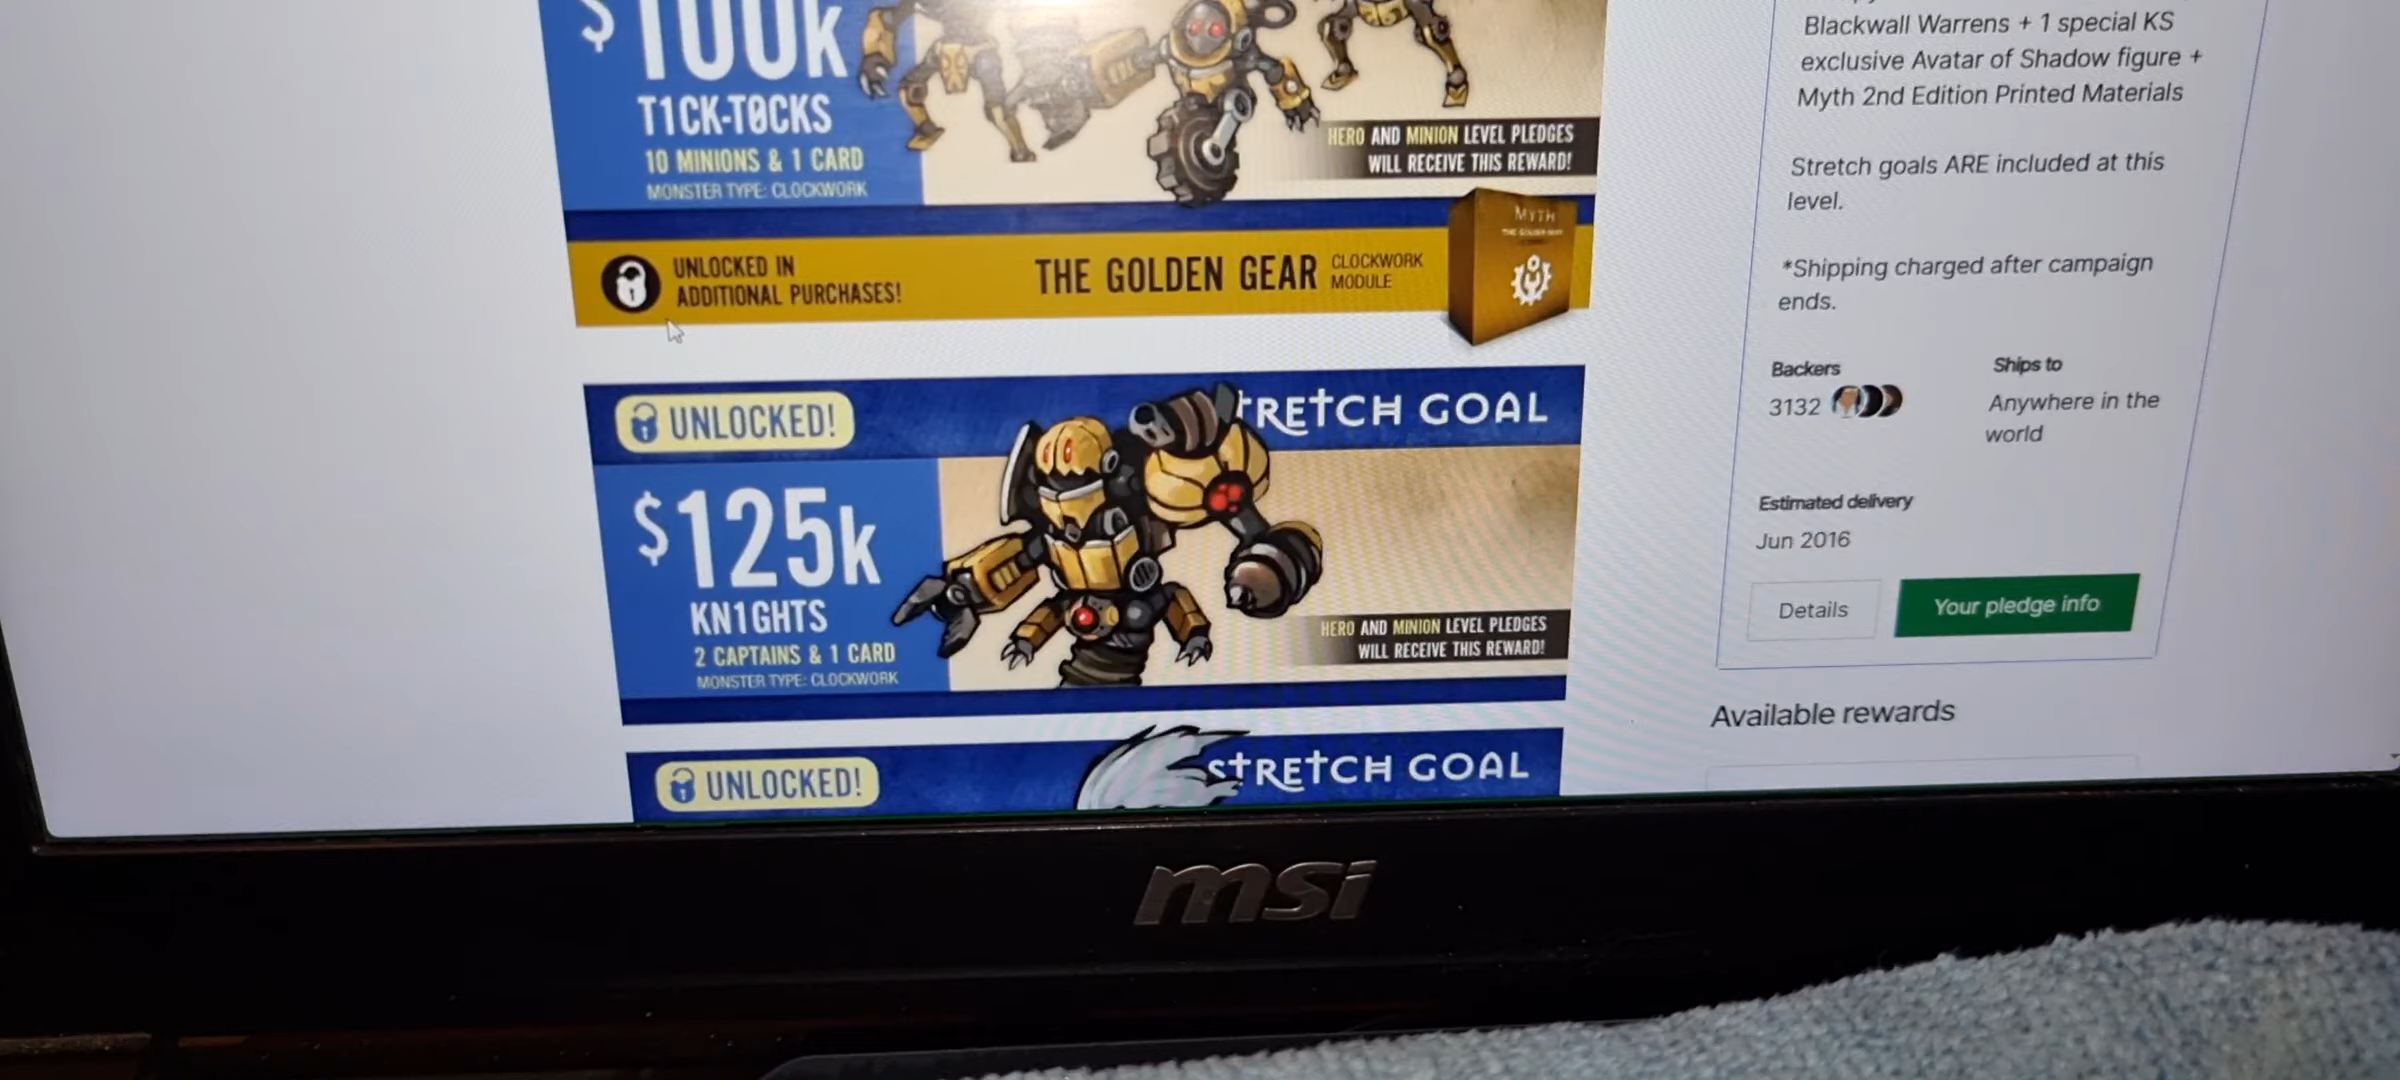 $100k
T1CK-T0CKS
10 MINIONS & 1 CARD
MONSTER TYPE: CLOCKWORK
HERO AND MINION LEVEL PLEDGES
WILL RECEIVE THIS REWARD!
UNLOCKED IN
ADDITIONAL PURCHASES!
THE GOLDEN GEAR
CLOCKWORK
MODULE
MYTH
UNLOCKED!
STRETCH GOAL
$125k
KN1GHTS
2 CAPTAINS & 1 CARD
MONSTER TYPE: CLOCKWORK
HERO AND MINION LEVEL PLEDGES
WILL RECEIVE THIS REWARD!
UNLOCKED!
STRETCH GOAL
Blackwall Warrens + 1 special KS
exclusive Avatar of Shadow figure +
Myth 2nd Edition Printed Materials
Stretch goals ARE included at this
level.
*Shipping charged after campaign
ends.
Backers
3132
Ships to
Anywhere in the
world
Estimated delivery
Jun 2016
Details
Your pledge info
Available rewards
msi